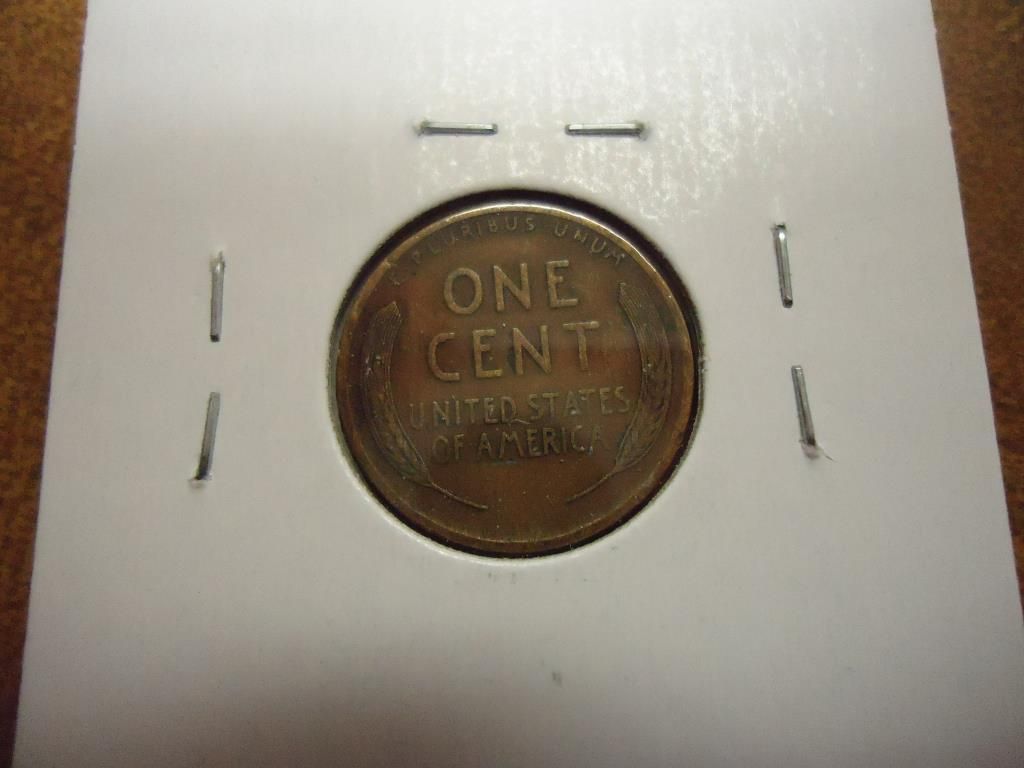 E PLURIBUS UNUM
ONE
CENT
UNITED STATES
OF AMERICA